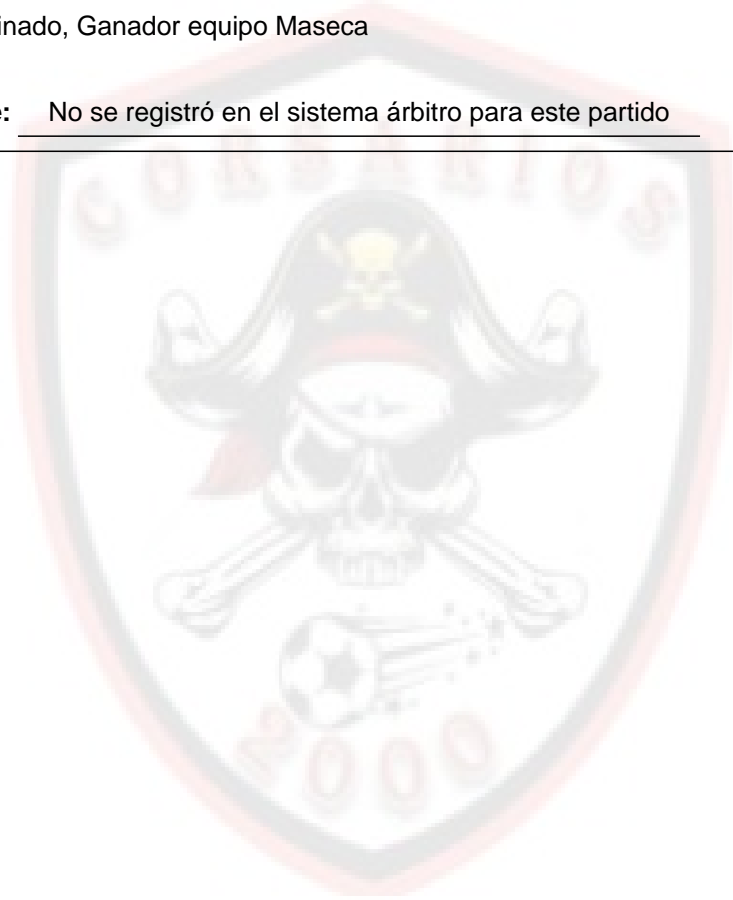 inado, Ganador equipo Maseca
: No se registró en el sistema árbitro para este partido
CORSARIOS
2000